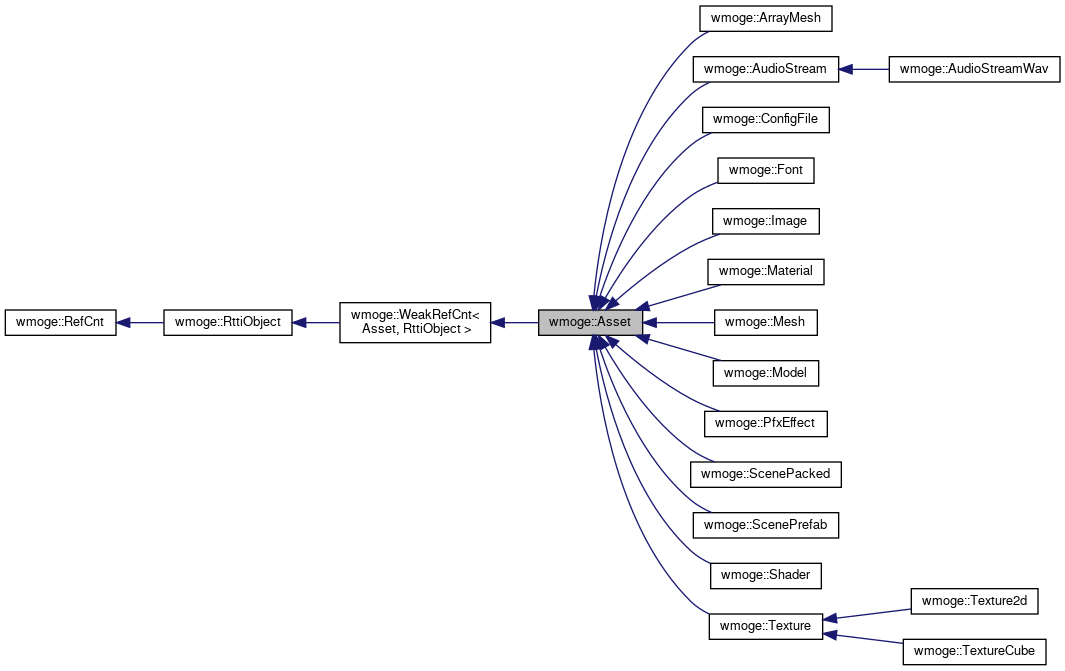 wmoge::RefCnt
wmoge::RttiObject
wmoge::WeakRefCnt<
Asset, RttiObject >
wmoge::Asset
wmoge::ArrayMesh
wmoge::AudioStream
wmoge::AudioStreamWav
wmoge::ConfigFile
wmoge::Font
wmoge::Image
wmoge::Material
wmoge::Mesh
wmoge::Model
wmoge::PfxEffect
wmoge::ScenePacked
wmoge::ScenePrefab
wmoge::Shader
wmoge::Texture
wmoge::Texture2d
wmoge::TextureCube